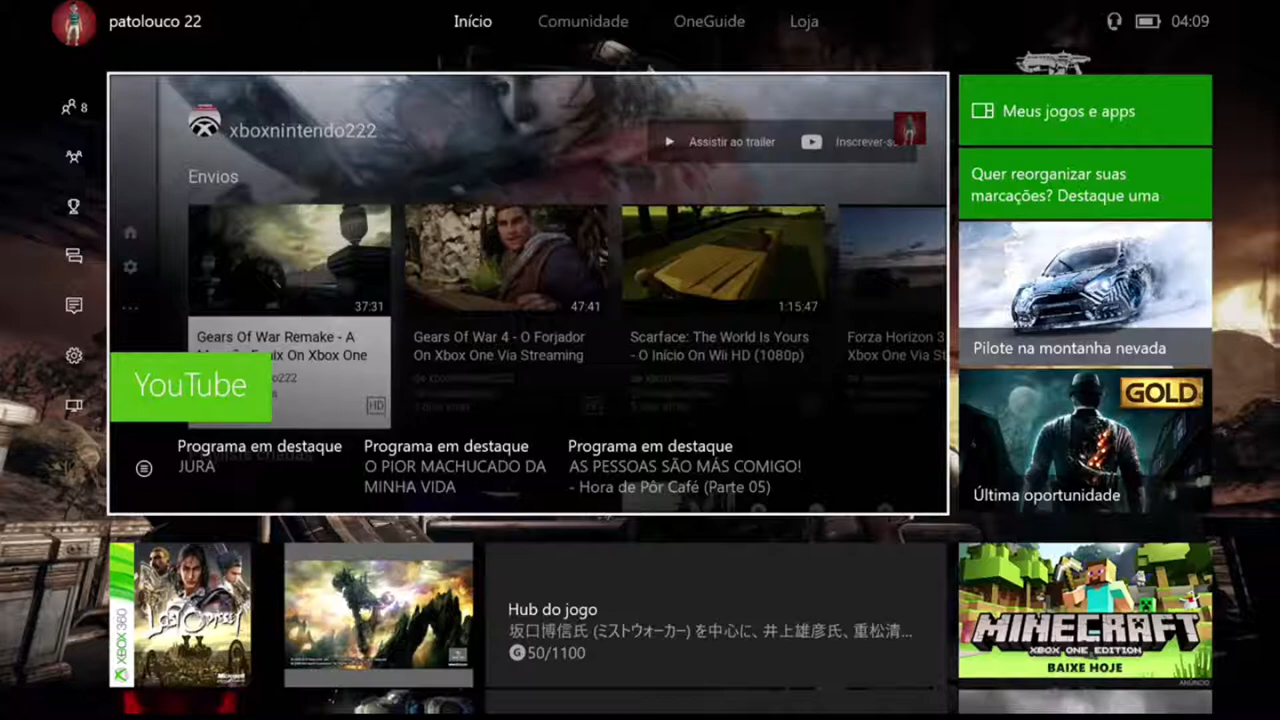 patolouco 22
Início
Comunidade
OneGuide
Loja
04:09
8
xboxnintendo222
Assistir ao trailer
Inscrever-s
Envios
37:31
47:41
1:15:47
Gears Of War Remake - A
On Xbox One
Gears Of War 4 - O Forjador
On Xbox One Via Streaming
Scarface: The World Is Yours
- O Início On Wii HD (1080p)
Forza Horizon 3
Xbox One Via St
HD
YouTube
Programa em destaque
JURA
Programa em destaque
O PIOR MACHUCADO DA
MINHA VIDA
Programa em destaque
AS PESSOAS SÃO MÁS COMIGO!
- Hora de Pôr Café (Parte 05)
Meus jogos e apps
Quer reorganizar suas
marcações? Destaque uma
Pilote na montanha nevada
GOLD
Última oportunidade
XBOX 360
LOST ODYSSEY
Microsoft
Hub do jogo
坂口博信氏 (ミストウォーカー) を中心に、井上雄彦氏、重松清...
G 50/1100
MINECRAFT
XBOX ONE EDITION
BAIXE HOJE
ANÚNCIO